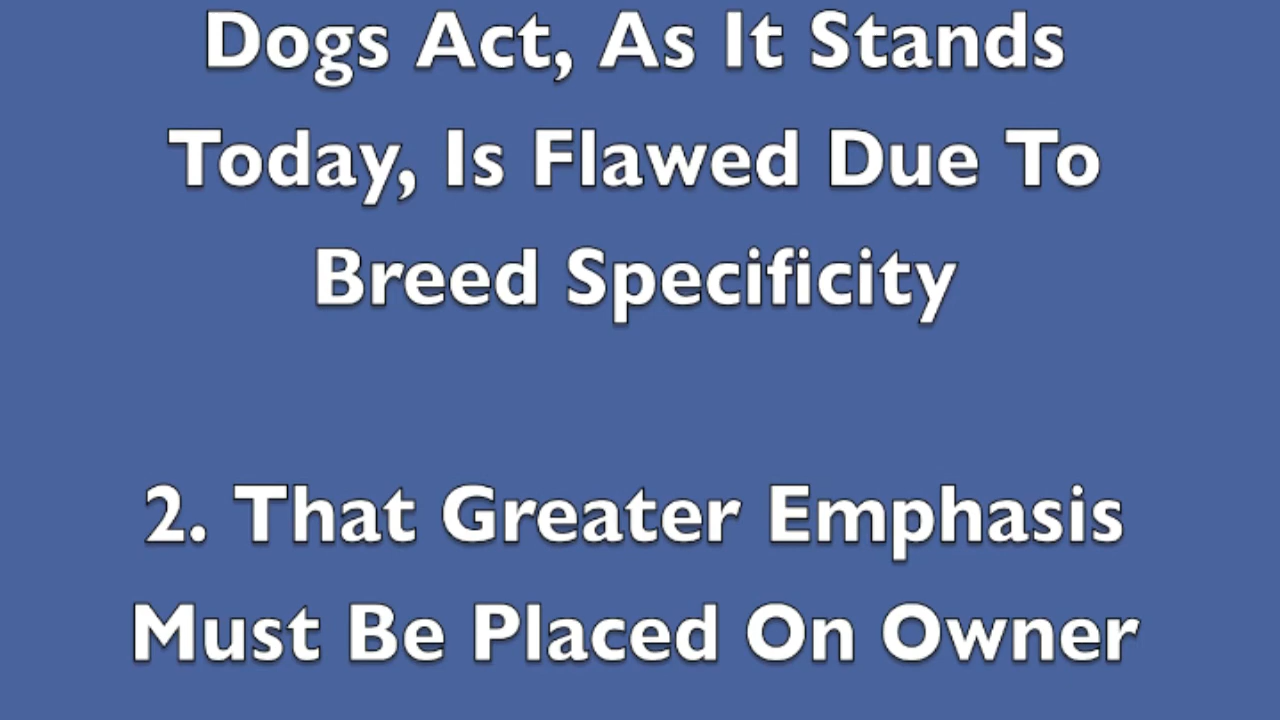 Dogs Act, As It Stands
Today, Is Flawed Due To
Breed Specificity
2. That Greater Emphasis
Must Be Placed On Owner